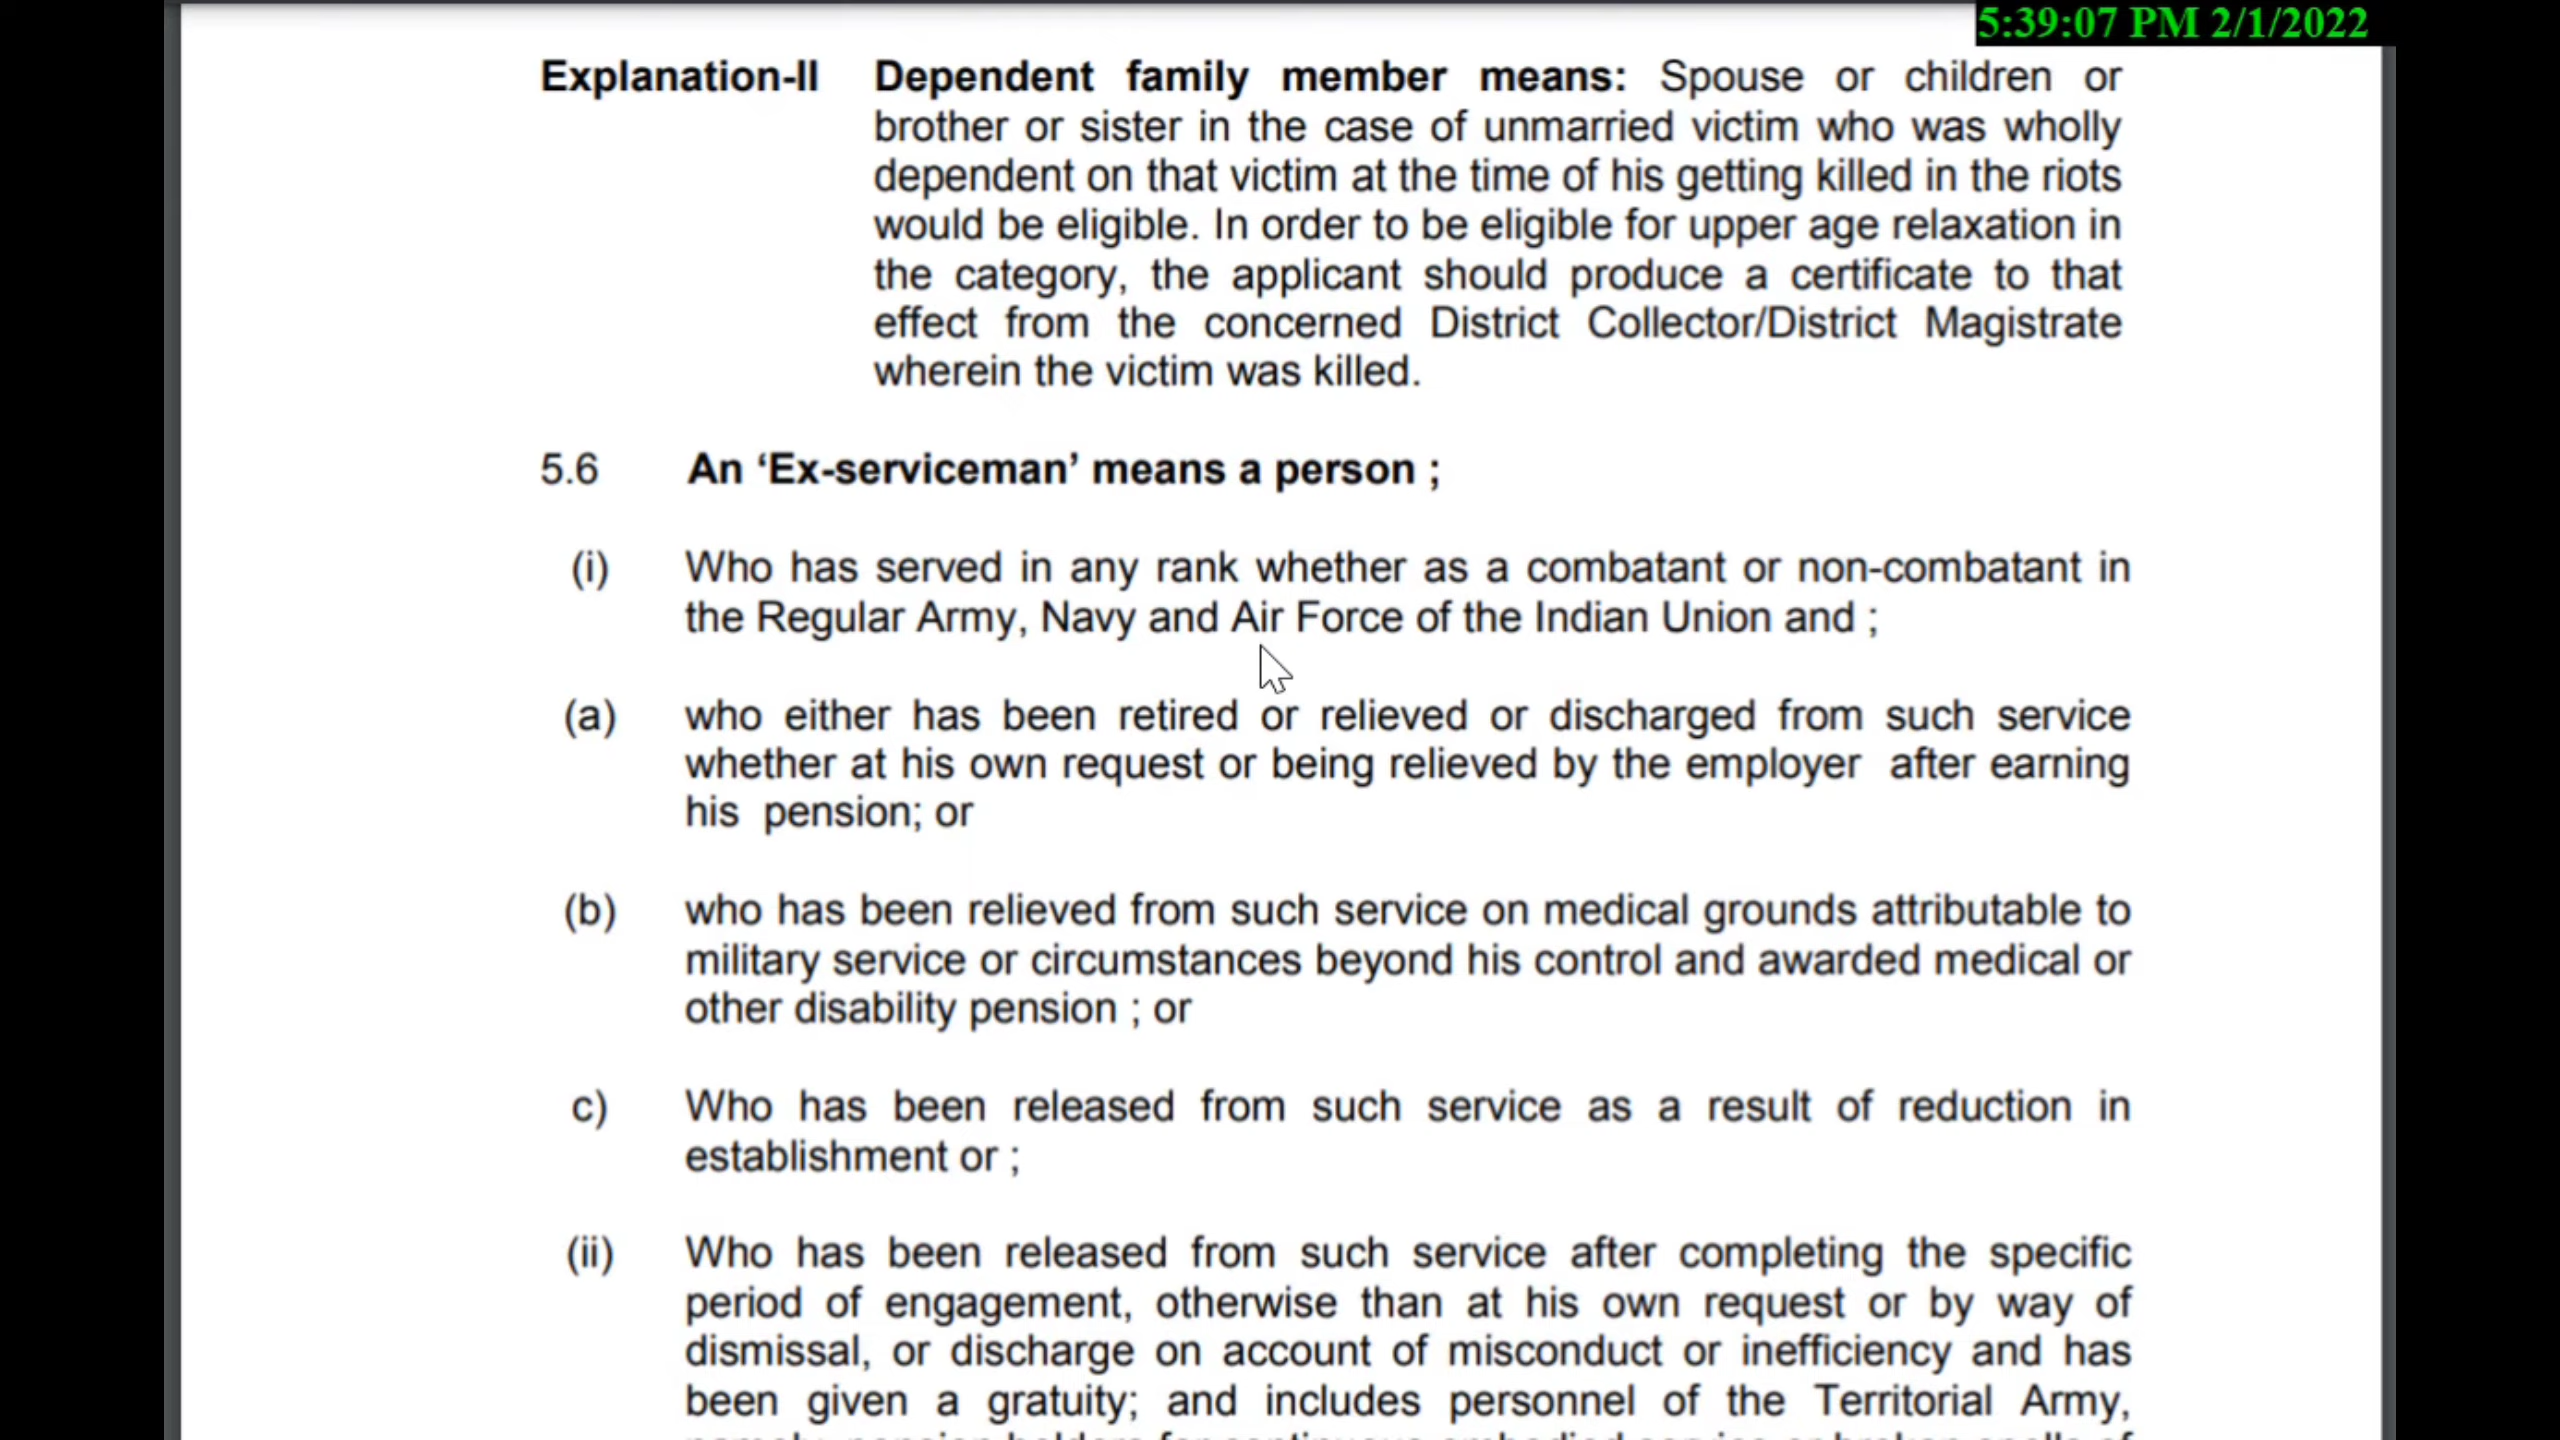 5:39:07 PM 2/1/2022
Explanation-II Dependent family member means: Spouse or children or
brother or sister in the case of unmarried victim who was wholly
dependent on that victim at the time of his getting killed in the riots
would be eligible. In order to be eligible for upper age relaxation in
the category, the applicant should produce a certificate to that
effect from the concerned District Collector/District Magistrate
wherein the victim was killed.
5.6 An ‘Ex-serviceman’ means a person ;
(i) Who has served in any rank whether as a combatant or non-combatant in
the Regular Army, Navy and Air Force of the Indian Union and ;
(a) who either has been retired or relieved or discharged from such service
whether at his own request or being relieved by the employer after earning
his pension; or
(b) who has been relieved from such service on medical grounds attributable to
military service or circumstances beyond his control and awarded medical or
other disability pension ; or
c) Who has been released from such service as a result of reduction in
establishment or ;
(ii) Who has been released from such service after completing the specific
period of engagement, otherwise than at his own request or by way of
dismissal, or discharge on account of misconduct or inefficiency and has
been given a gratuity; and includes personnel of the Territorial Army,